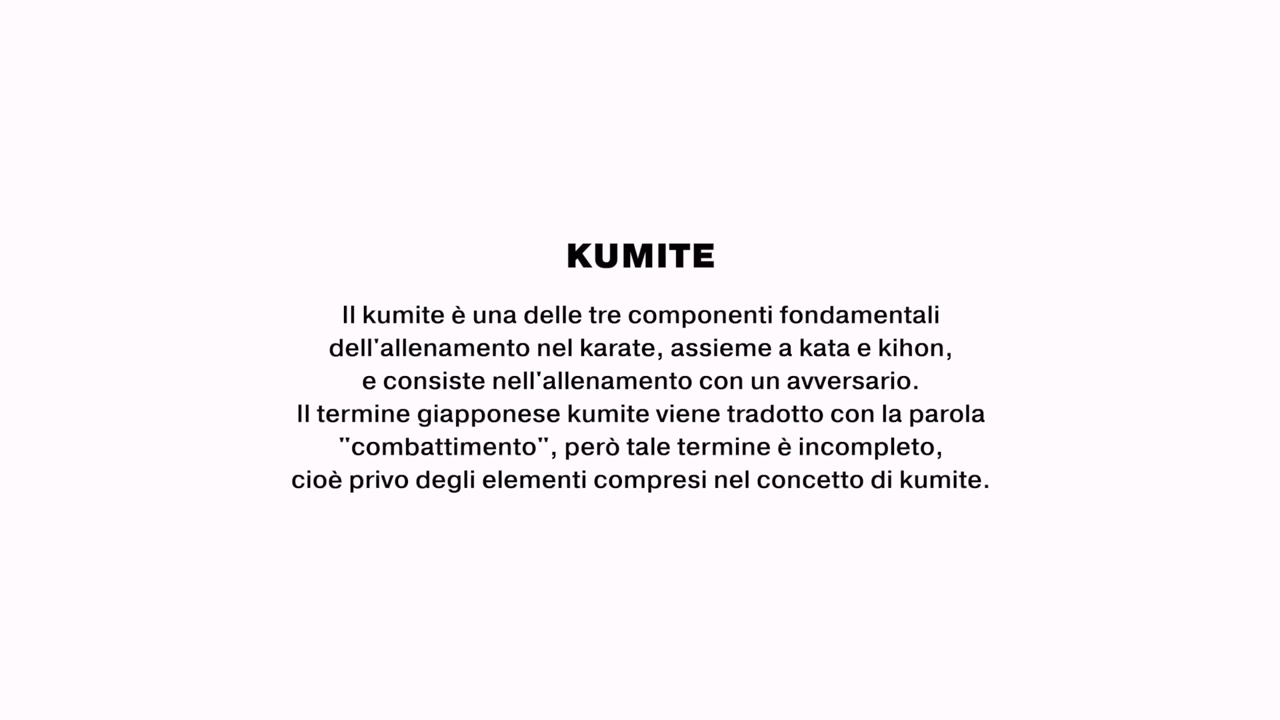 KUMITE
Il kumite è una delle tre componenti fondamentali
dell'allenamento nel karate, assieme a kata e kihon,
e consiste nell'allenamento con un avversario.
Il termine giapponese kumite viene tradotto con la parola
"combattimento", però tale termine è incompleto,
cioè privo degli elementi compresi nel concetto di kumite.